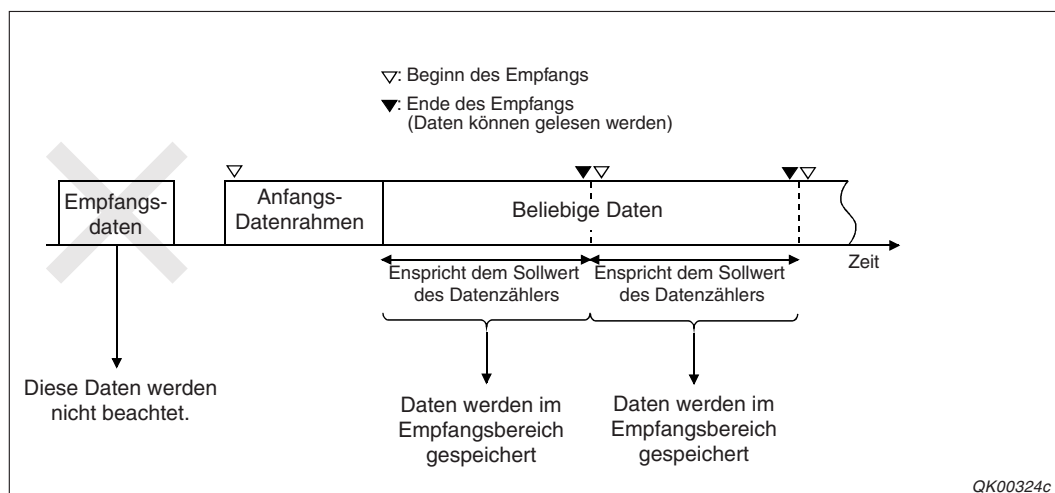 ▽: Beginn des Empfangs
▼: Ende des Empfangs
(Daten können gelesen werden)
Empfangs-
daten
Anfangs-
Datenrahmen
Beliebige Daten
Zeit
Enspricht dem Sollwert
des Datenzählers
Enspricht dem Sollwert
des Datenzählers
Diese Daten werden
nicht beachtet.
Daten werden im
Empfangsbereich
gespeichert
Daten werden im
Empfangsbereich
gespeichert
QK00324c